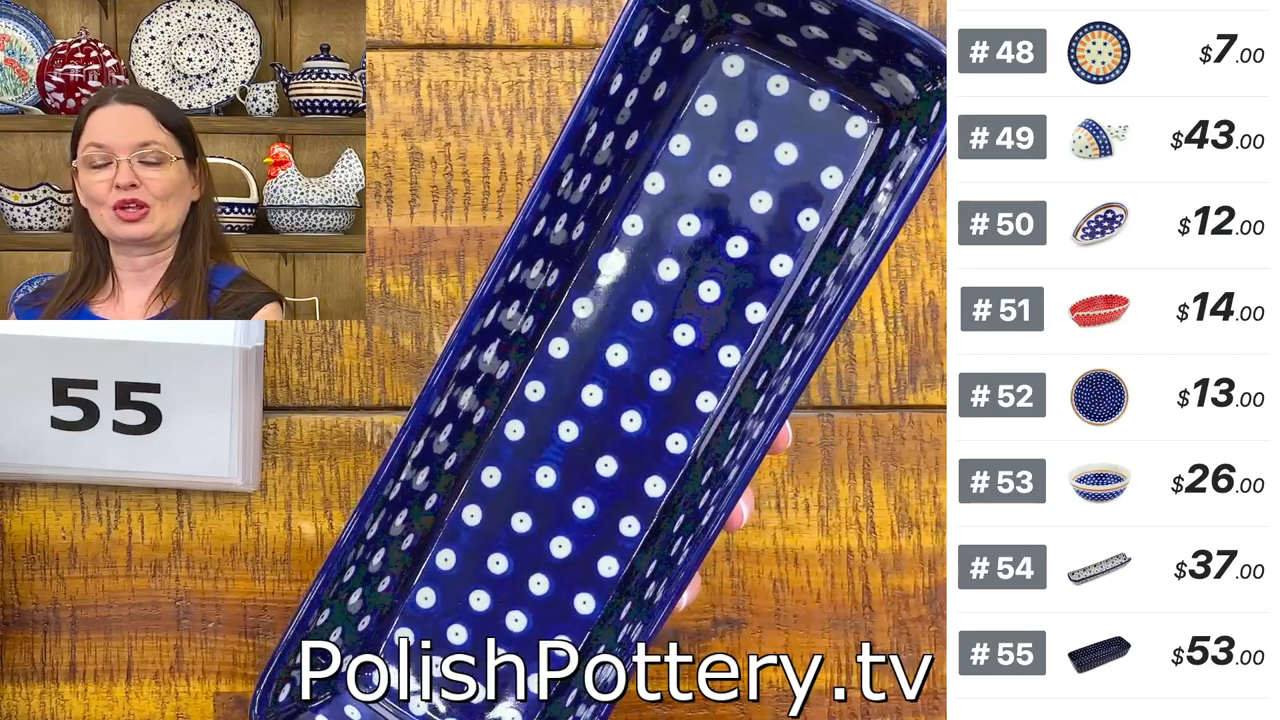 55
PolishPottery.tv
# 48 $7.00
# 49 $43.00
# 50 $12.00
# 51 $14.00
# 52 $13.00
# 53 $26.00
# 54 $37.00
# 55 $53.00